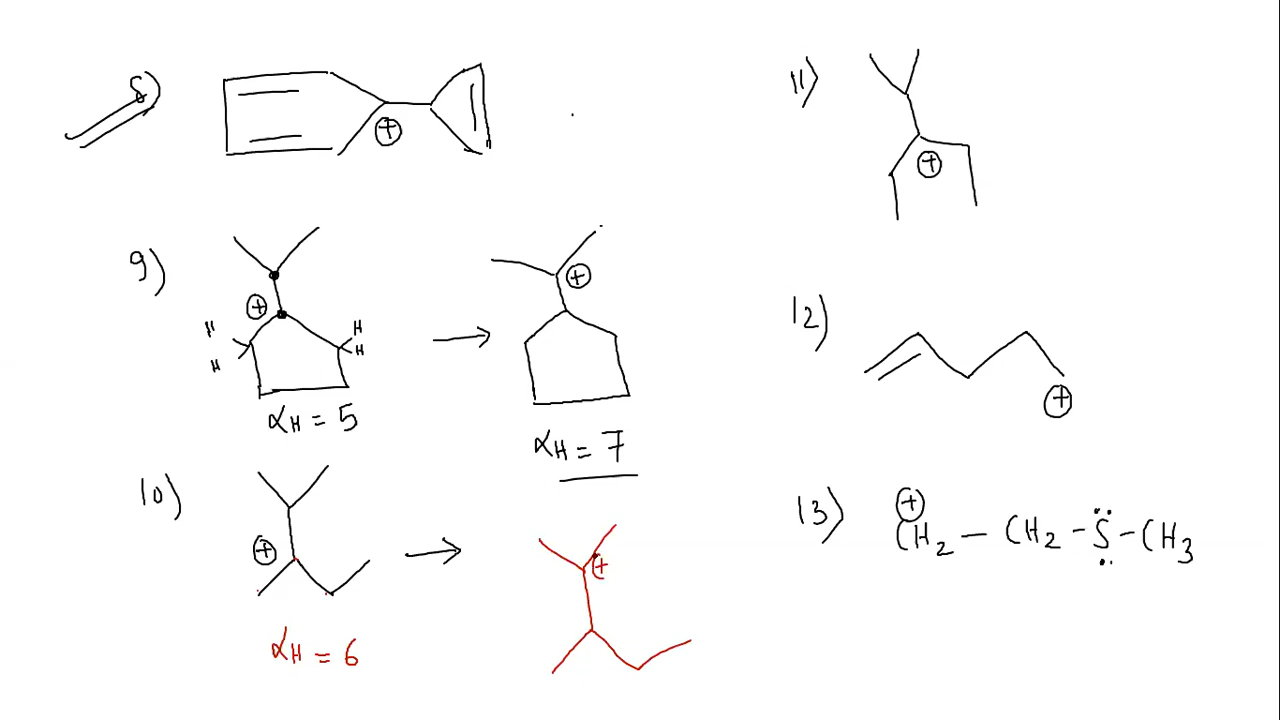 8)
⊕
9)
⊕
H
H
H
H
αH = 5
⊕
αH = 7
10)
⊕
αH = 6
(+
11)
⊕
12)
⊕
13)
⊕
CH2 — CH2 - S̈ - CH3